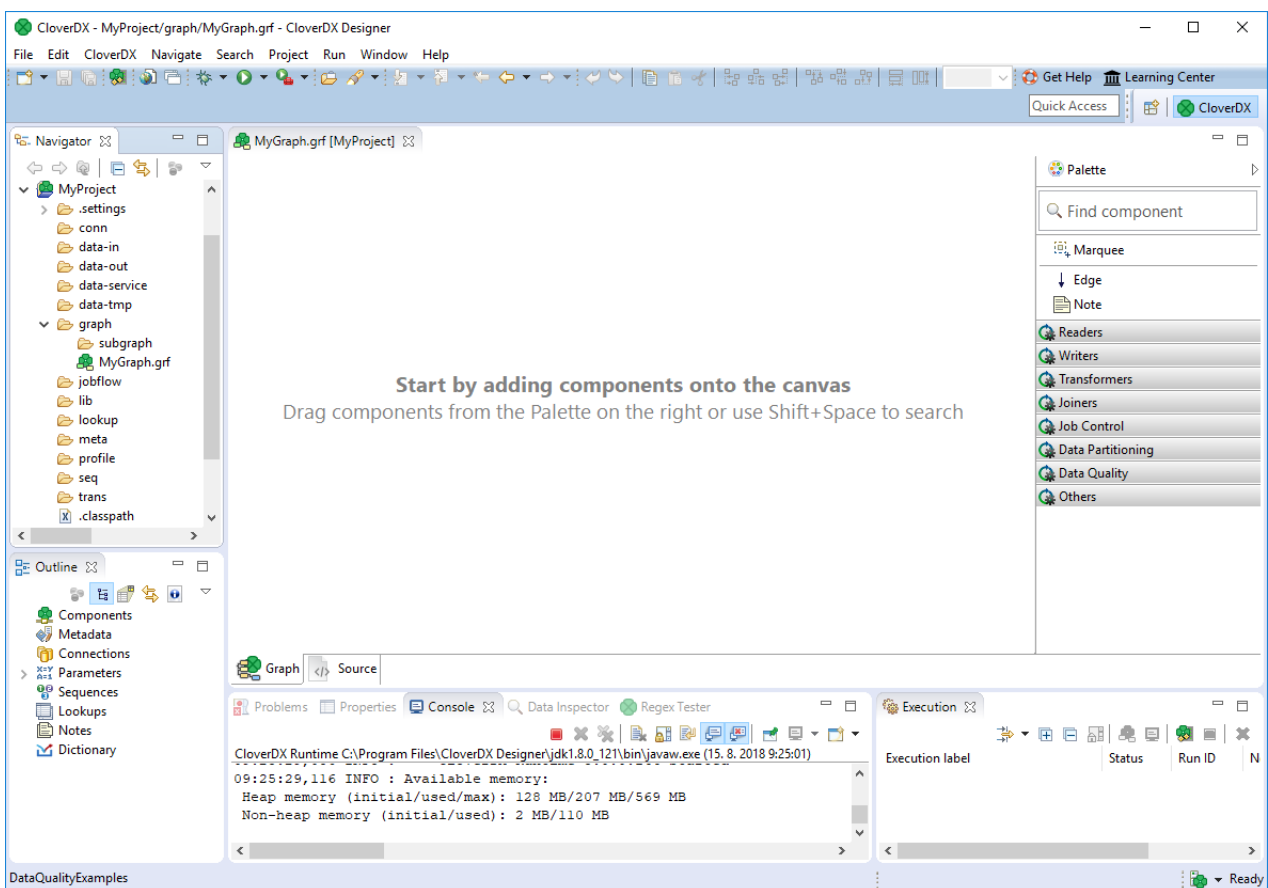 CloverDX - MyProject/graph/MyGraph.grf - CloverDX Designer
File Edit CloverDX Navigate Search Project Run Window Help
Get Help Learning Center
Quick Access CloverDX
Navigator
MyProject
.settings
conn
data-in
data-out
data-service
data-tmp
graph
subgraph
MyGraph.grf
jobflow
lib
lookup
meta
profile
seq
trans
.classpath
MyGraph.grf [MyProject]
Start by adding components onto the canvas
Drag components from the Palette on the right or use Shift+Space to search
Palette
Find component
Marquee
Edge
Note
Readers
Writers
Transformers
Joiners
Job Control
Data Partitioning
Data Quality
Others
Graph Source
Outline
Components
Metadata
Connections
X=Y A=1 Parameters
Sequences
Lookups
Notes
Dictionary
Problems Properties Console Data Inspector Regex Tester
CloverDX Runtime C:\Program Files\CloverDX Designer\jdk1.8.0_121\bin\javaw.exe (15. 8. 2018 9:25:01)
09:25:29,116 INFO : Available memory:
Heap memory (initial/used/max): 128 MB/207 MB/569 MB
Non-heap memory (initial/used): 2 MB/110 MB
Execution
Execution label Status Run ID N
DataQualityExamples
Ready